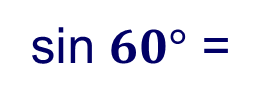 sin 60° =